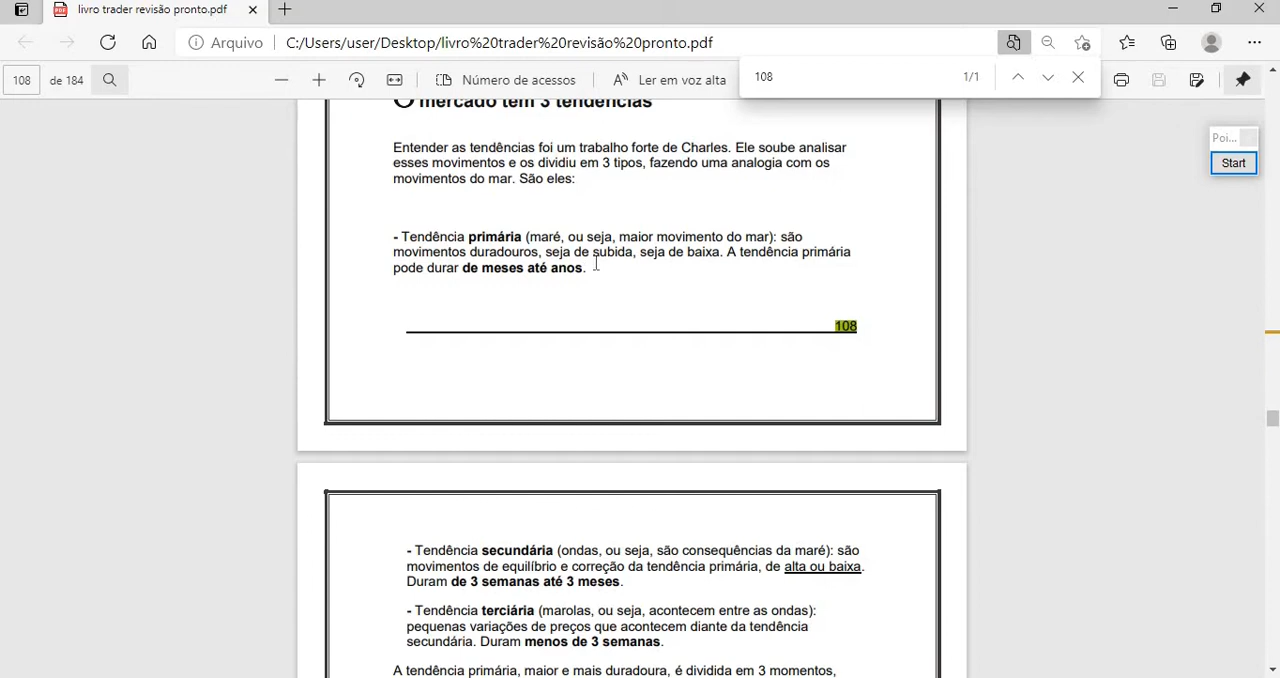 livro trader revisão pronto.pdf
Arquivo C:/Users/user/Desktop/livro%20trader%20revisão%20pronto.pdf
108 de 184 Número de acessos Ler em voz alta 108 1/1
O mercado tem 3 tendências
Poi...
Start
Entender as tendências foi um trabalho forte de Charles. Ele soube analisar
esses movimentos e os dividiu em 3 tipos, fazendo uma analogia com os
movimentos do mar. São eles:
- Tendência primária (maré, ou seja, maior movimento do mar): são
movimentos duradouros, seja de subida, seja de baixa. A tendência primária
pode durar de meses até anos.
108
- Tendência secundária (ondas, ou seja, são consequências da maré): são
movimentos de equilíbrio e correção da tendência primária, de alta ou baixa.
Duram de 3 semanas até 3 meses.
- Tendência terciária (marolas, ou seja, acontecem entre as ondas):
pequenas variações de preços que acontecem diante da tendência
secundária. Duram menos de 3 semanas.
A tendência primária, maior e mais duradoura, é dividida em 3 momentos,